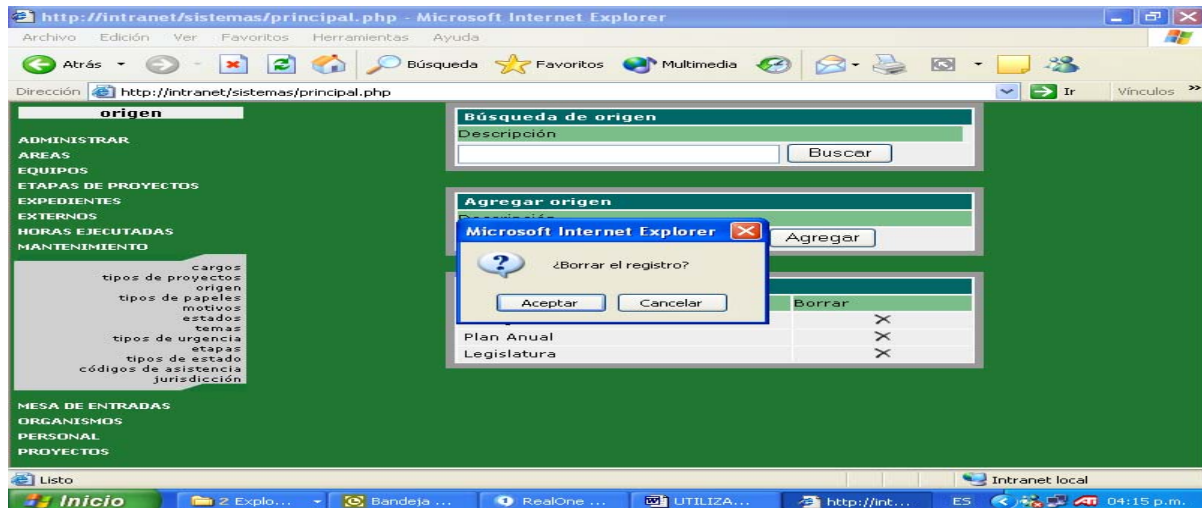 http://intranet/sistemas/principal.php - Microsoft Internet Explorer
Archivo Edición Ver Favoritos Herramientas Ayuda
Atrás Búsqueda Favoritos Multimedia
Dirección http://intranet/sistemas/principal.php Ir Vínculos »
origen
ADMINISTRAR
AREAS
EQUIPOS
ETAPAS DE PROYECTOS
EXPEDIENTES
EXTERNOS
HORAS EJECUTADAS
MANTENIMIENTO
cargos
tipos de proyectos
origen
tipos de papeles
motivos
estados
temas
tipos de urgencia
etapas
tipos de estado
códigos de asistencia
jurisdicción
MESA DE ENTRADAS
ORGANISMOS
PERSONAL
PROYECTOS
Búsqueda de origen
Descripción
Buscar
Agregar origen
Descripción
Agregar
Microsoft Internet Explorer
¿Borrar el registro?
Aceptar Cancelar
Borrar
Plan Anual
Legislatura
Listo Intranet local
Inicio 2 Explo... Bandeja ... RealOne ... UTILIZA... http://int... ES 04:15 p.m.